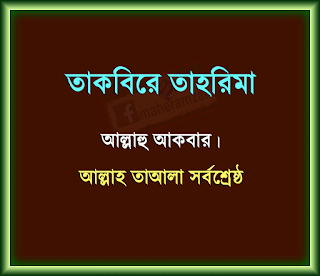 তাকবিরে তাহরিমা
আল্লাহু আকবার।
আল্লাহ তাআলা সর্বশ্রেষ্ঠ